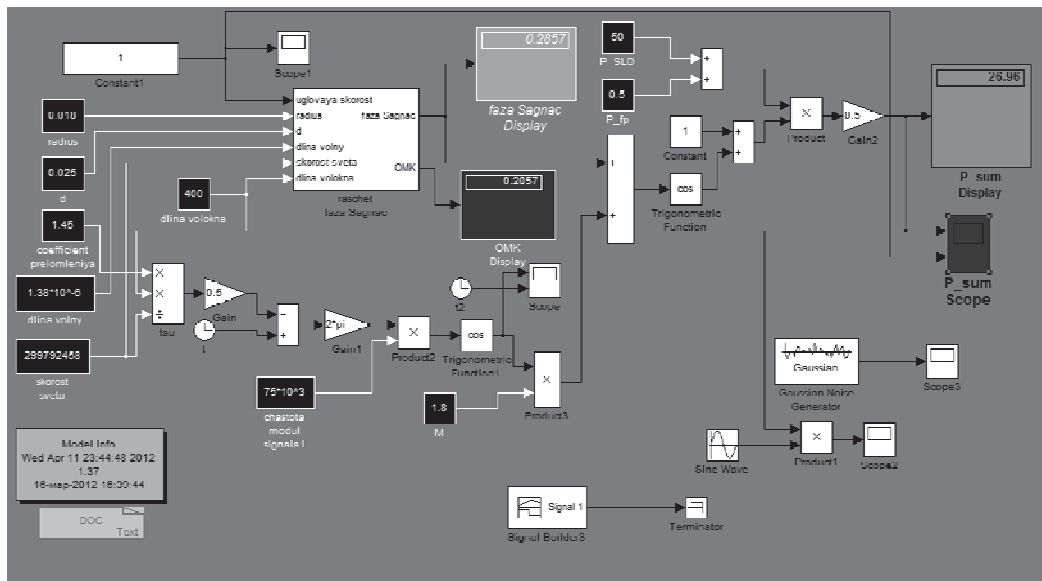 1
Constant1
Scope1
0.2857
faza Sagnac
Display
50
P_SLD
0.5
P_fp
26.96
P_sum
Display
0.010
radius
0.025
d
uglovaya skorost
radius
d
dlina volny
skorost sveta
dlina volokna
faza Sagnac
OMK
raschet
faza Sagnac
400
dlina volokna
0.2857
OMK
Display
1
Constant
cos
Trigonometric
Function
Product
0.5
Gain2
P_sum
Scope
1.45
coefficient
prelomleniya
1.38*10^-6
dlina volny
299792458
skorost
sveta
tau
0.5
Gain
t
2*pi
Gain1
75*10^3
chastota
modul
signala1
Product2
cos
Trigonometric
Function1
t2
Scope
1.8
M
Product3
Gaussian
Gaussian Noise
Generator
Scope3
Sine Wave
Product1
Scope2
Model Info
Wed Apr 11 23:44:48 2012
1.37
DOC
Text
Signal 1
Signal Builder3
Terminator